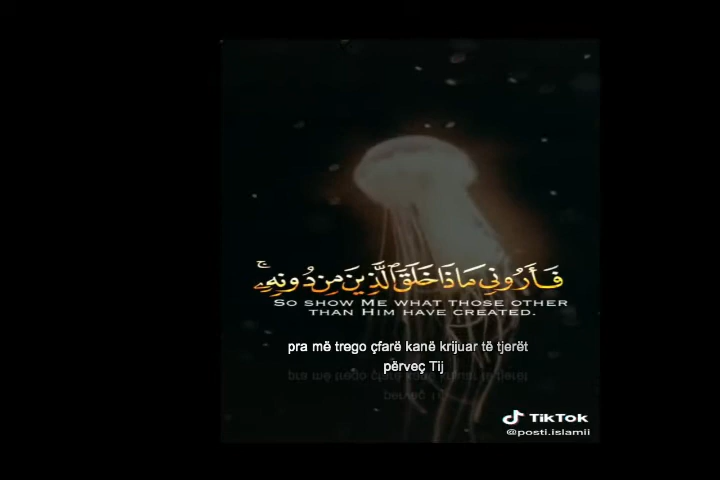 فَأَرُونِي مَاذَا خَلَقَ ٱلَّذِينَ مِن دُونِهِۦۚ
SO SHOW ME WHAT THOSE OTHER
THAN HIM HAVE CREATED.
pra më trego çfarë kanë krijuar të tjerët
përveç Tij
TikTok
@posti.islamii